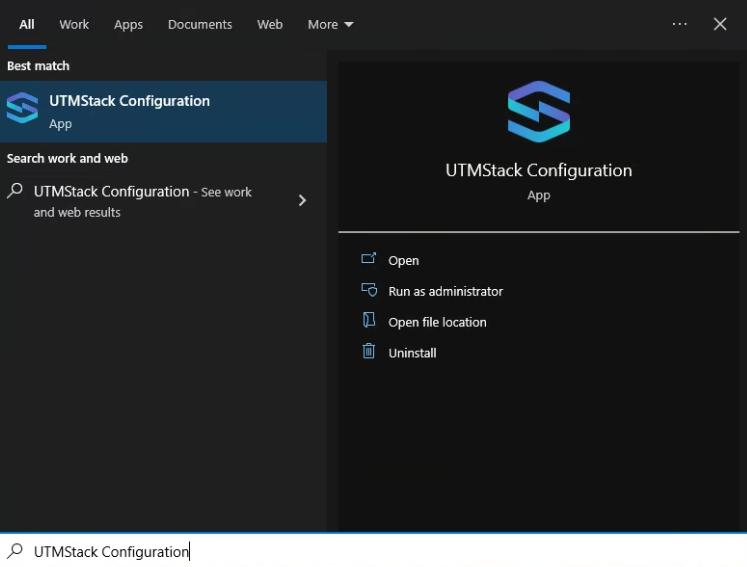 All Work Apps Documents Web More
Best match
UTMStack Configuration
App
Search work and web
UTMStack Configuration - See work
and web results
UTMStack Configuration
App
Open
Run as administrator
Open file location
Uninstall
UTMStack Configuration